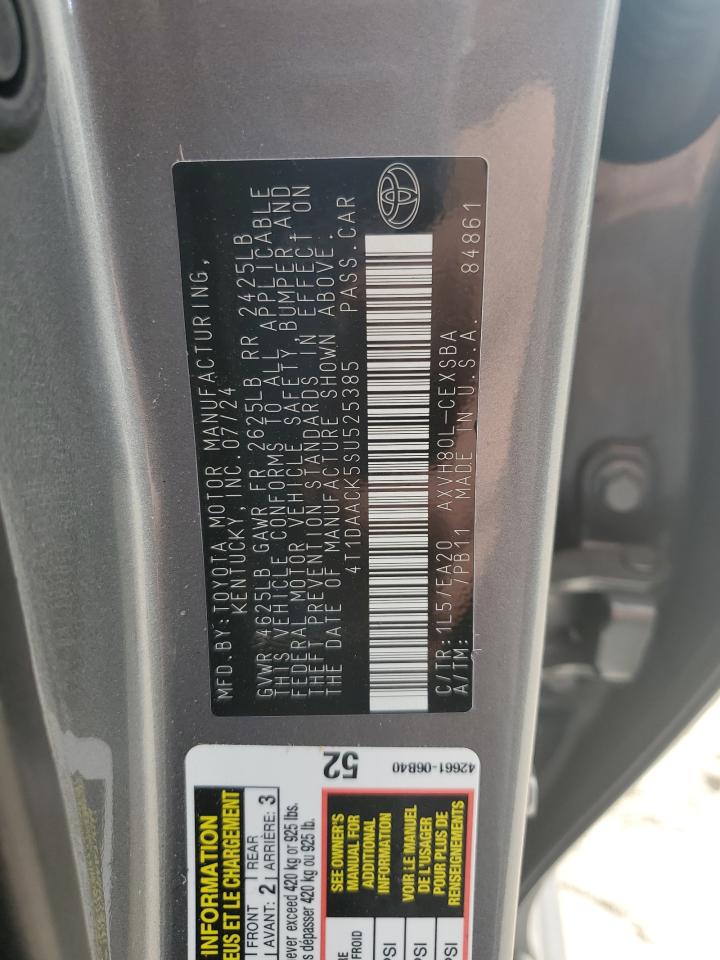 MFD.BY:TOYOTA MOTOR MANUFACTURING,
KENTUCKY,INC.07/24
GVWR 4625LB GAWR FR 2625LB RR 2425LB
THIS VEHICLE CONFORMS TO ALL APPLICABLE
FEDERAL MOTOR VEHICLE SAFETY,BUMPER,AND
THEFT PREVENTION STANDARDS IN EFFECT ON
THE DATE OF MANUFACTURE SHOWN ABOVE.
4T1DAACK5SU525385 PASS.CAR
C/TR:1L5/EA20 AXVH80L-CEXSBA
A/TM: /PB11 MADE IN U.S.A. 84861
INFORMATION
EUS ET LE CHARGEMENT
FRONT
AVANT: 2
REAR
ARRIÈRE: 3
ever exceed 420 kg or 925 lbs.
s dépasser 420 kg ou 925 lb.
52
42661-06B40
SEE OWNER'S
MANUAL FOR
ADDITIONAL
INFORMATION
VOIR LE MANUEL
DE L'USAGER
POUR PLUS DE
RENSEIGNEMENTS
RE
FROID
PSI
PSI
PSI